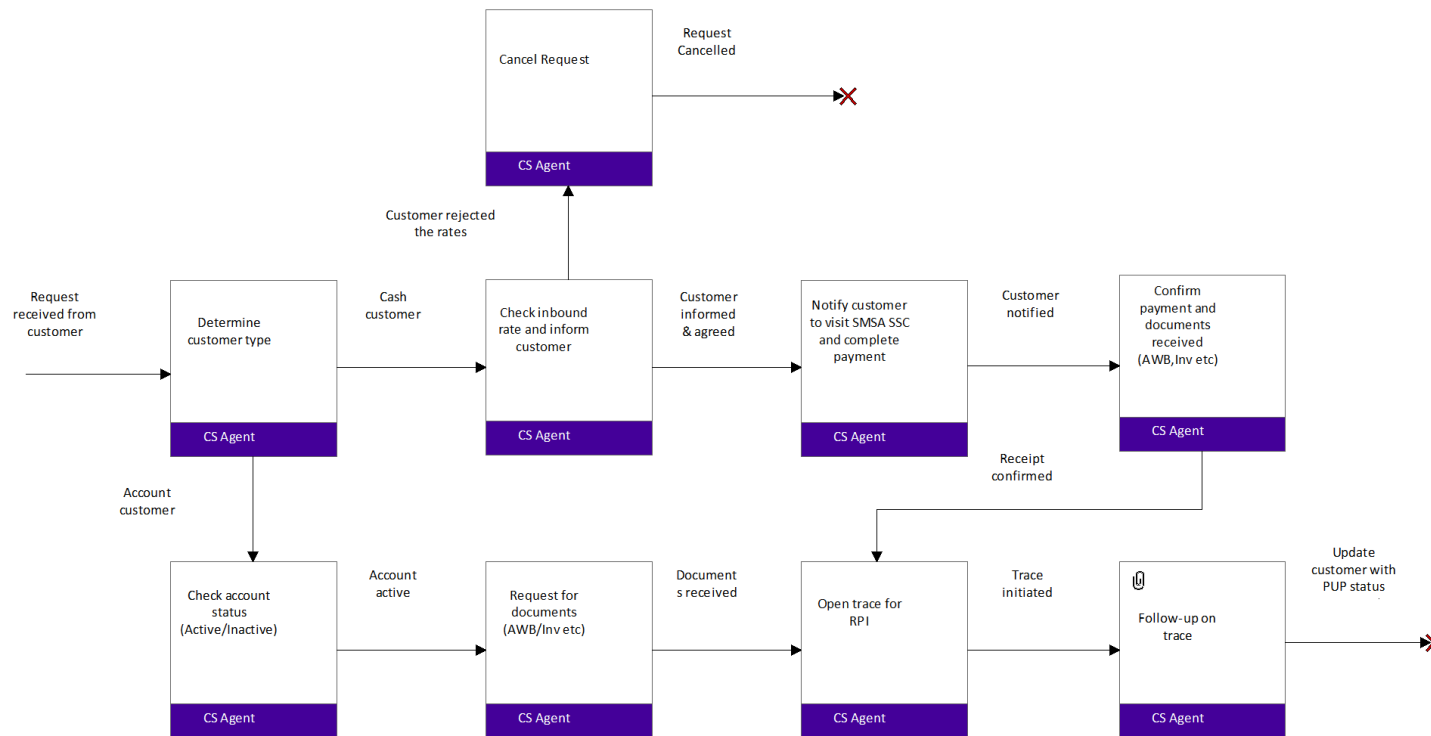 Cancel Request
Request
Cancelled
CS Agent
Customer rejected
the rates
Request
received from
customer
Determine
customer type
CS Agent
Cash
customer
Check inbound
rate and inform
customer
CS Agent
Customer
informed
& agreed
Notify customer
to visit SMSA SSC
and complete
payment
CS Agent
Customer
notified
Confirm
payment and
documents
received
(AWB,Inv etc)
CS Agent
Receipt
confirmed
Account
customer
Check account
status
(Active/Inactive)
CS Agent
Account
active
Request for
documents
(AWB/Inv etc)
CS Agent
Document
s received
Open trace for
RPI
CS Agent
Trace
initiated
Follow-up on
trace
CS Agent
Update
customer with
PUP status